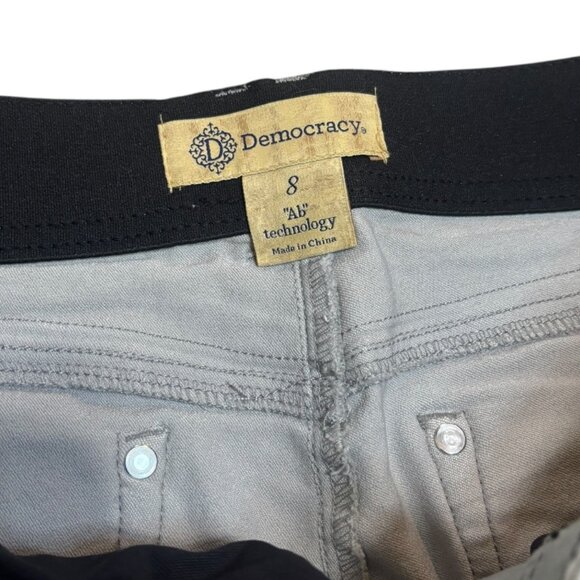 D Democracy®
8
"Ab"
technology
Made in China